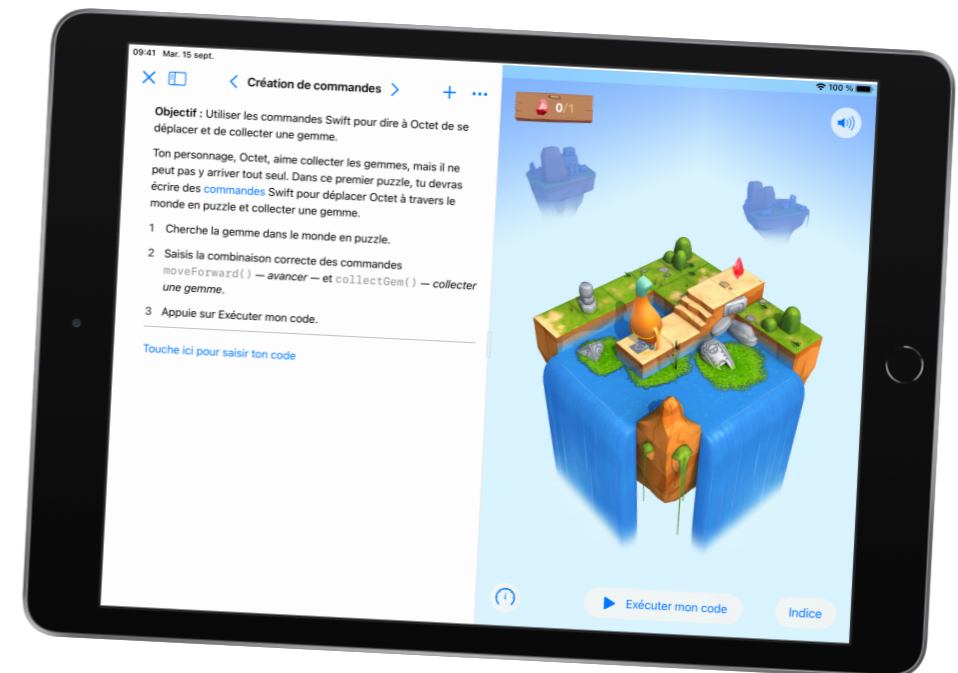 09:41 Mar. 15 sept.
100 %
Création de commandes
0/1
Objectif : Utiliser les commandes Swift pour dire à Octet de se
déplacer et de collecter une gemme.
Ton personnage, Octet, aime collecter les gemmes, mais il ne
peut pas y arriver tout seul. Dans ce premier puzzle, tu devras
écrire des commandes Swift pour déplacer Octet à travers le
monde en puzzle et collecter une gemme.
1 Cherche la gemme dans le monde en puzzle.
2 Saisis la combinaison correcte des commandes
moveForward() — avancer — et collectGem() — collecter
une gemme.
3 Appuie sur Exécuter mon code.
Touche ici pour saisir ton code
Exécuter mon code
Indice